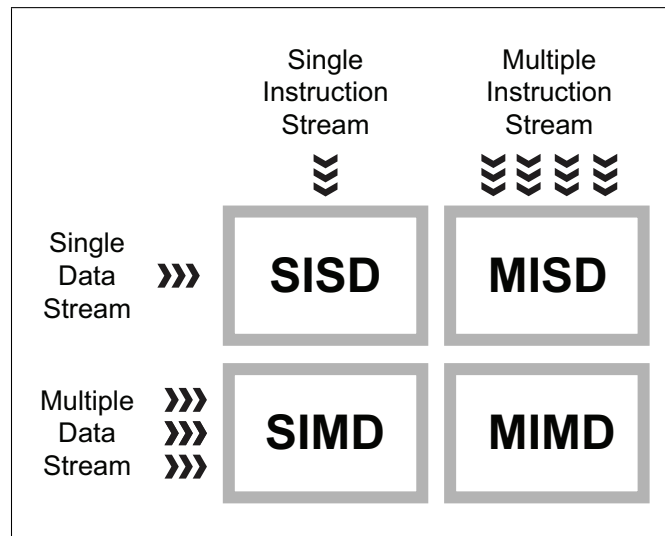 Single
Instruction
Stream
Multiple
Instruction
Stream
Single
Data
Stream
SISD
MISD
Multiple
Data
Stream
SIMD
MIMD